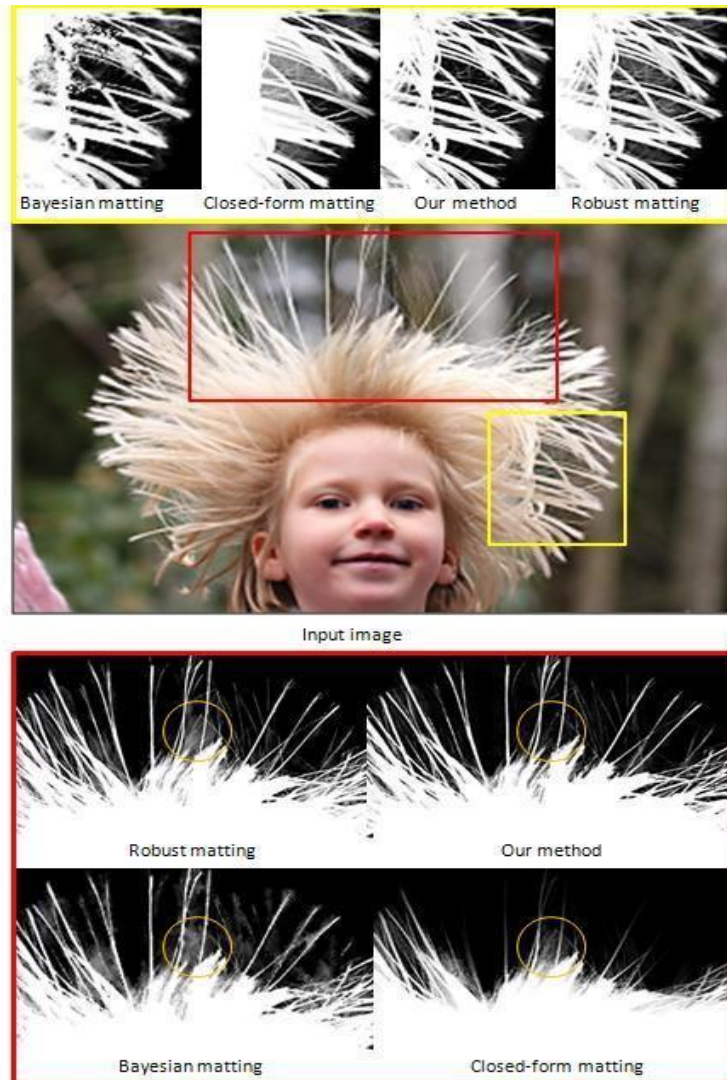 Bayesian matting Closed-form matting Our method Robust matting
Input image
Robust matting Our method
Bayesian matting Closed-form matting